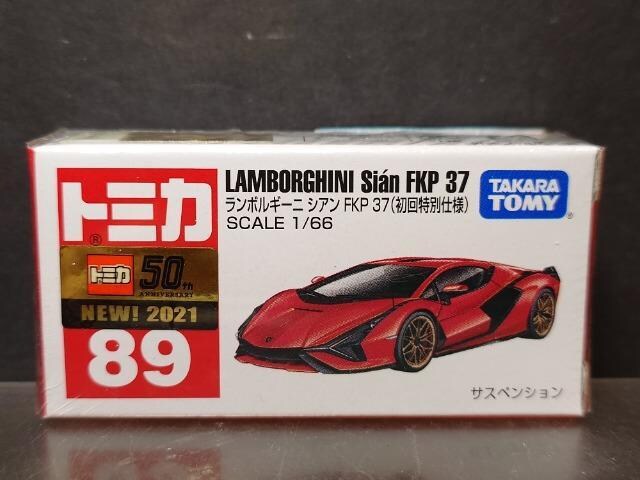 トミカ
®
トミカ 50th
ANNIVERSARY
NEW! 2021
89
LAMBORGHINI Sián FKP 37
ランボルギーニ シアン FKP 37(初回特別仕様)
SCALE 1/66
TAKARA
TOMY
サスペンション